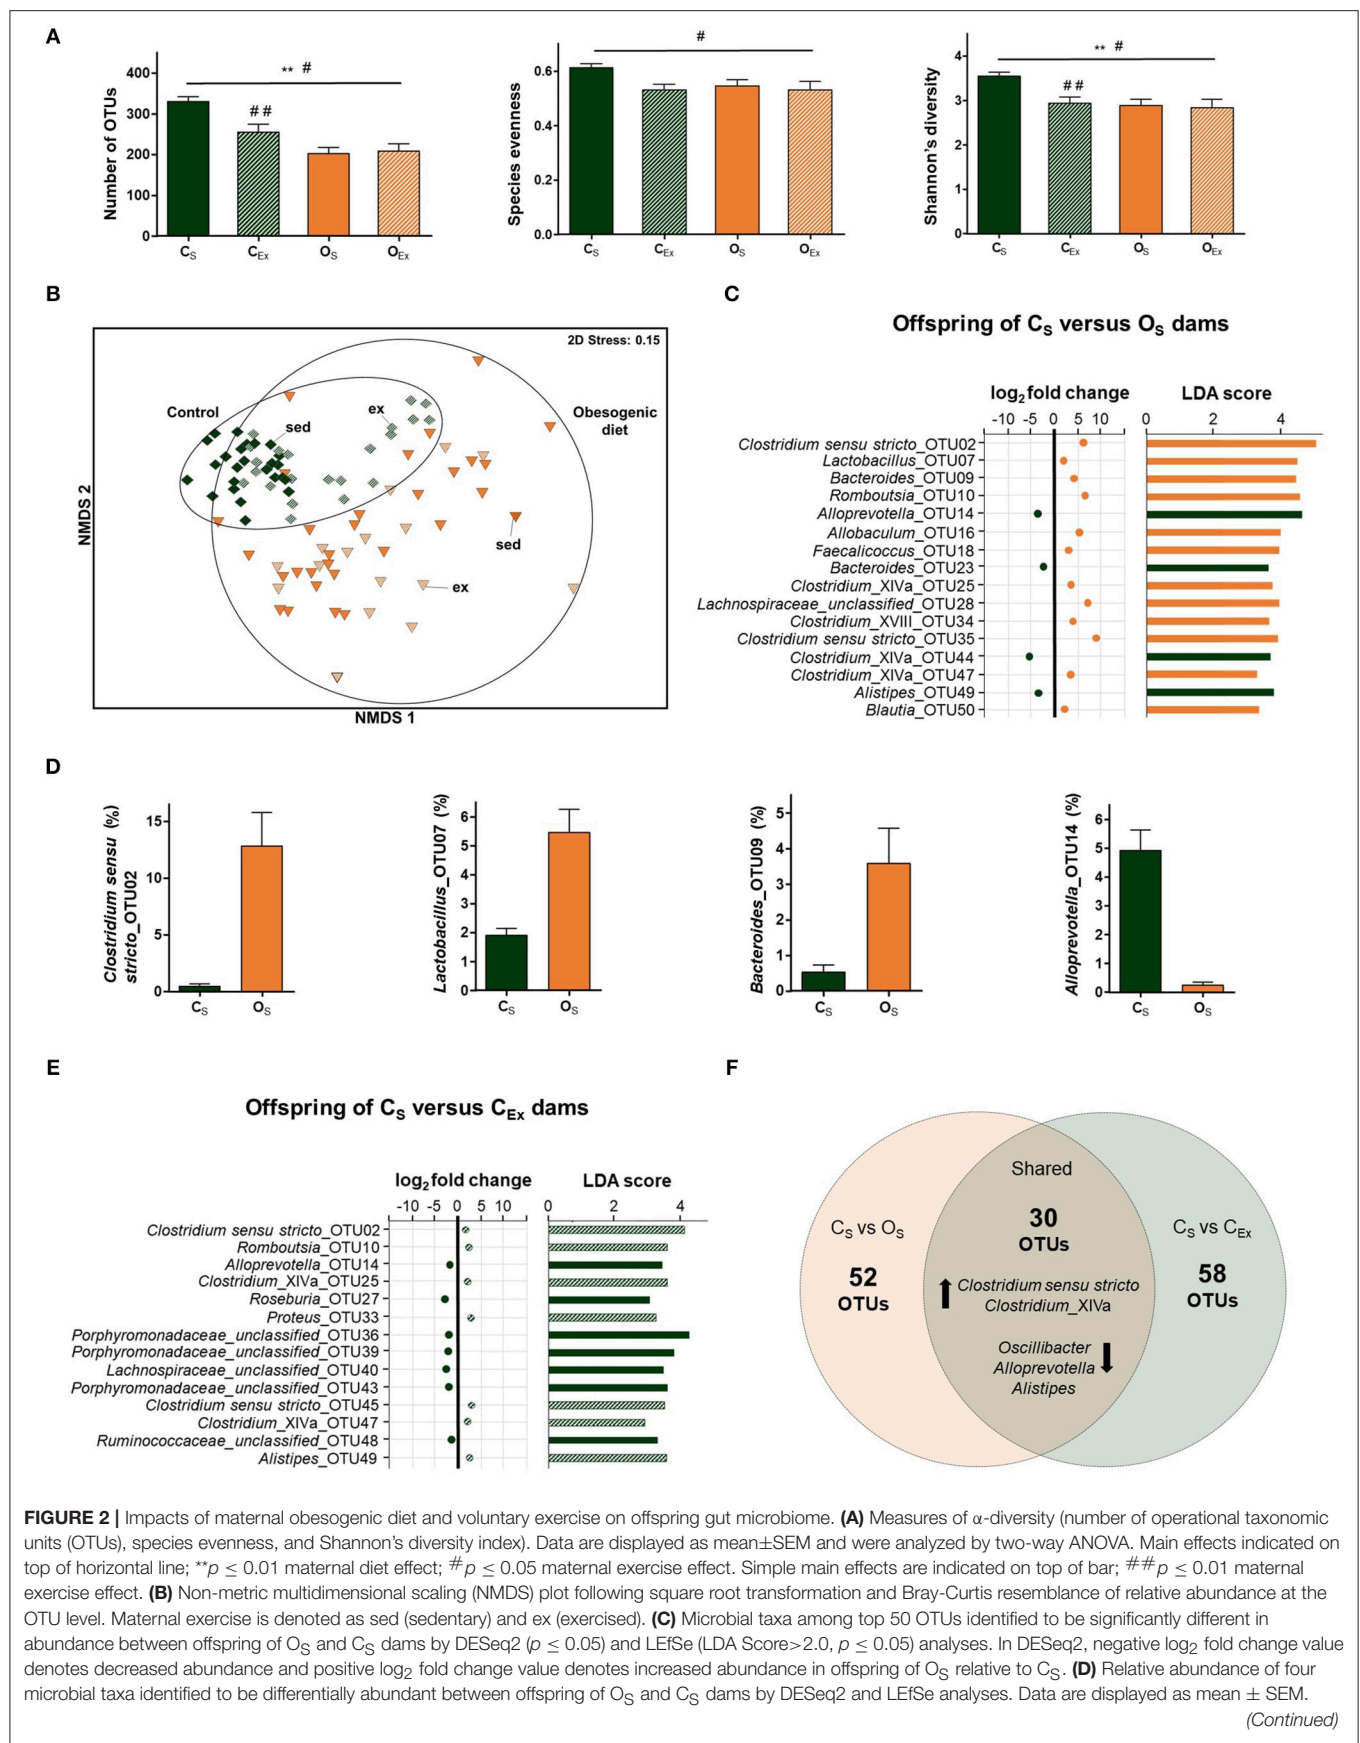 A
Number of OTUs
400
300
200
100
0
** #
# #
CS
CEx
OS
OEx
Species evenness
0.6
0.4
0.2
0.0
#
CS
CEx
OS
OEx
Shannon's diversity
4
3
2
1
0
** #
# #
CS
CEx
OS
OEx
B
2D Stress: 0.15
Control
sed
ex
Obesogenic
diet
sed
ex
NMDS 2
NMDS 1
C
Offspring of CS versus OS dams
log2 fold change
LDA score
-10 -5 0 5 10
0 2 4
Clostridium sensu stricto_OTU02
Lactobacillus_OTU07
Bacteroides_OTU09
Romboutsia_OTU10
Alloprevotella_OTU14
Allobaculum_OTU16
Faecalicoccus_OTU18
Bacteroides_OTU23
Clostridium_XIVa_OTU25
Lachnospiraceae_unclassified_OTU28
Clostridium_XVIII_OTU34
Clostridium sensu stricto_OTU35
Clostridium_XIVa_OTU44
Clostridium_XIVa_OTU47
Alistipes_OTU49
Blautia_OTU50
D
Clostridium sensu
stricto_OTU02 (%)
15
10
5
0
CS
OS
Lactobacillus_OTU07 (%)
6
5
4
3
2
1
0
CS
OS
Bacteroides_OTU09 (%)
5
4
3
2
1
0
CS
OS
Alloprevotella_OTU14 (%)
6
5
4
3
2
1
0
CS
OS
E
Offspring of CS versus CEx dams
log2 fold change
LDA score
-10 -5 0 5 10
0 2 4
Clostridium sensu stricto_OTU02
Romboutsia_OTU10
Alloprevotella_OTU14
Clostridium_XIVa_OTU25
Roseburia_OTU27
Proteus_OTU33
Porphyromonadaceae_unclassified_OTU36
Porphyromonadaceae_unclassified_OTU39
Lachnospiraceae_unclassified_OTU40
Porphyromonadaceae_unclassified_OTU43
Clostridium sensu stricto_OTU45
Clostridium_XIVa_OTU47
Ruminococcaceae_unclassified_OTU48
Alistipes_OTU49
F
Shared
30
OTUs
CS vs OS
52
OTUs
CS vs CEx
58
OTUs
Clostridium sensu stricto
Clostridium_XIVa
Oscillibacter
Alloprevotella
Alistipes
FIGURE 2 | Impacts of maternal obesogenic diet and voluntary exercise on offspring gut microbiome. (A) Measures of α-diversity (number of operational taxonomic
units (OTUs), species evenness, and Shannon's diversity index). Data are displayed as mean±SEM and were analyzed by two-way ANOVA. Main effects indicated on
top of horizontal line; **p ≤ 0.01 maternal diet effect; #p ≤ 0.05 maternal exercise effect. Simple main effects are indicated on top of bar; ##p ≤ 0.01 maternal
exercise effect. (B) Non-metric multidimensional scaling (NMDS) plot following square root transformation and Bray-Curtis resemblance of relative abundance at the
OTU level. Maternal exercise is denoted as sed (sedentary) and ex (exercised). (C) Microbial taxa among top 50 OTUs identified to be significantly different in
abundance between offspring of OS and CS dams by DESeq2 (p ≤ 0.05) and LEfSe (LDA Score>2.0, p ≤ 0.05) analyses. In DESeq2, negative log2 fold change value
denotes decreased abundance and positive log2 fold change value denotes increased abundance in offspring of OS relative to CS. (D) Relative abundance of four
microbial taxa identified to be differentially abundant between offspring of OS and CS dams by DESeq2 and LEfSe analyses. Data are displayed as mean ± SEM.
(Continued)